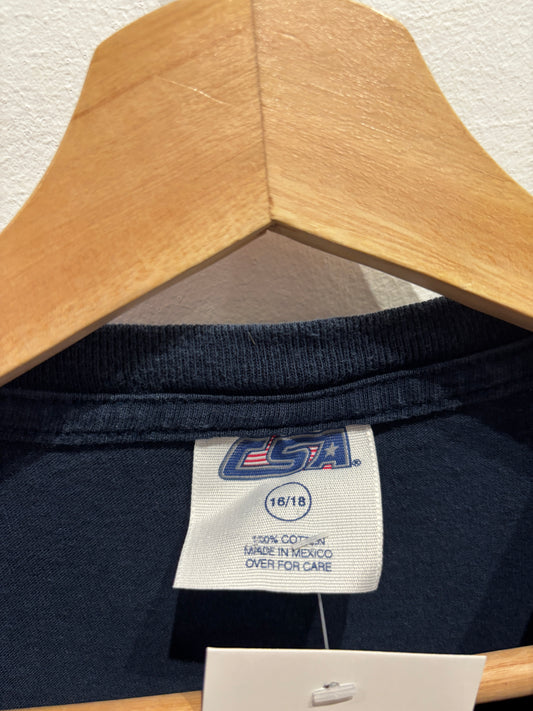 CSA®
16/18
100% COTTON
MADE IN MEXICO
OVER FOR CARE